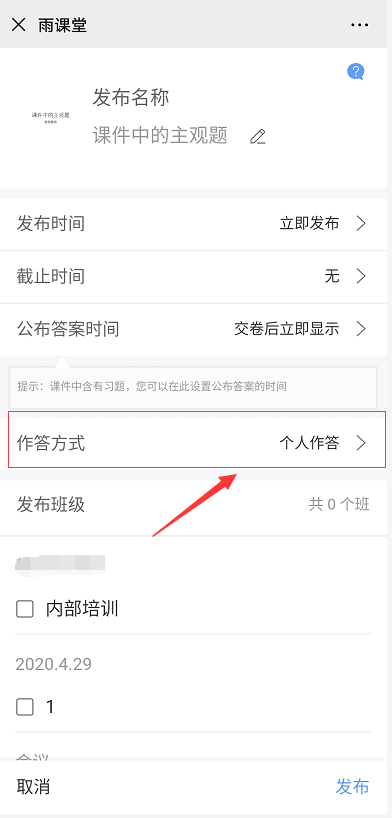 雨课堂
课件中的主观题
发布名称
课件中的主观题
发布时间 立即发布
截止时间 无
公布答案时间 交卷后立即显示
提示：课件中含有习题，您可以在此设置公布答案的时间
作答方式 个人作答
发布班级 共 0 个班
内部培训
2020.4.29
1
会议
取消 发布